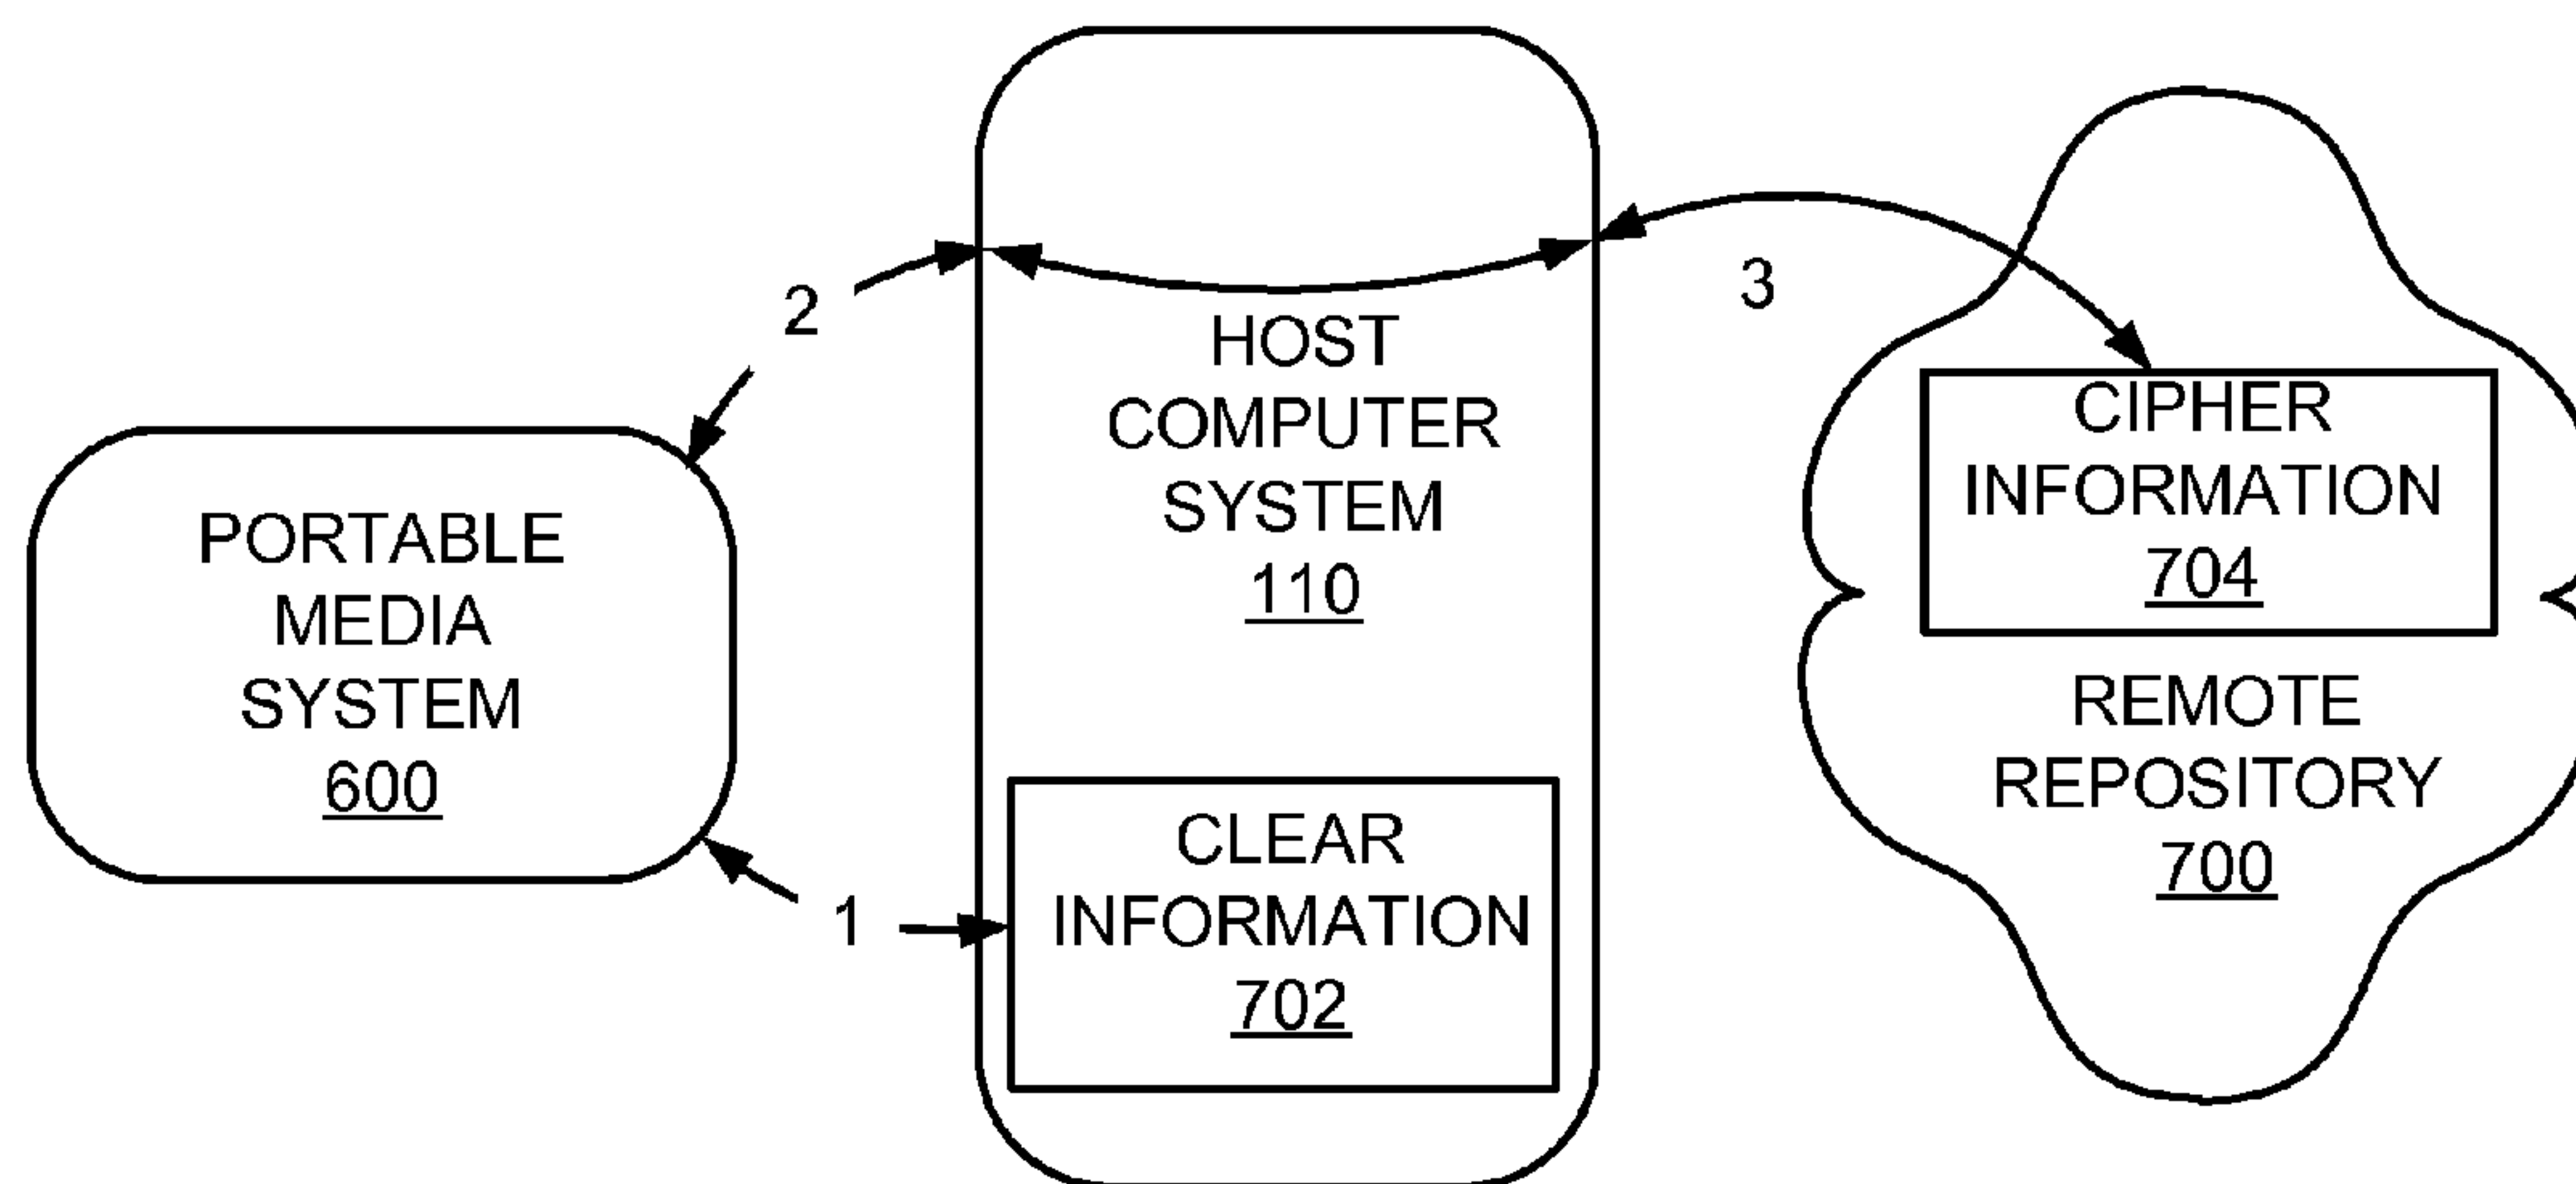 PORTABLE
MEDIA
SYSTEM
600
2
1
HOST
COMPUTER
SYSTEM
110
CLEAR
INFORMATION
702
3
CIPHER
INFORMATION
704
REMOTE
REPOSITORY
700